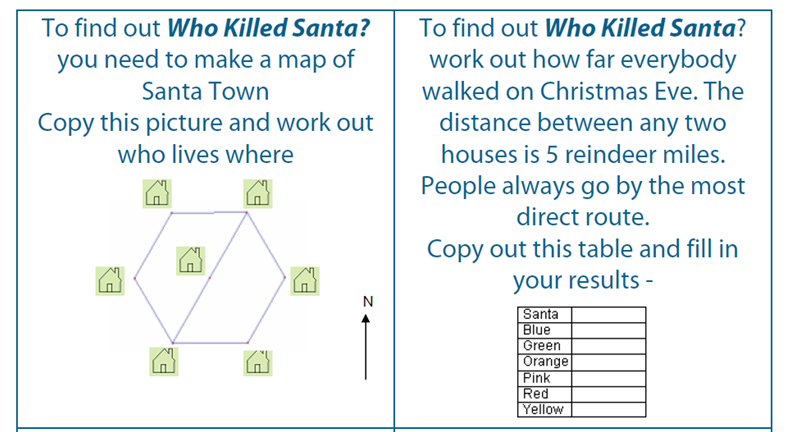 To find out Who Killed Santa?
you need to make a map of
Santa Town
Copy this picture and work out
who lives where
N
To find out Who Killed Santa?
work out how far everybody
walked on Christmas Eve. The
distance between any two
houses is 5 reindeer miles.
People always go by the most
direct route.
Copy out this table and fill in
your results -
Santa
Blue
Green
Orange
Pink
Red
Yellow